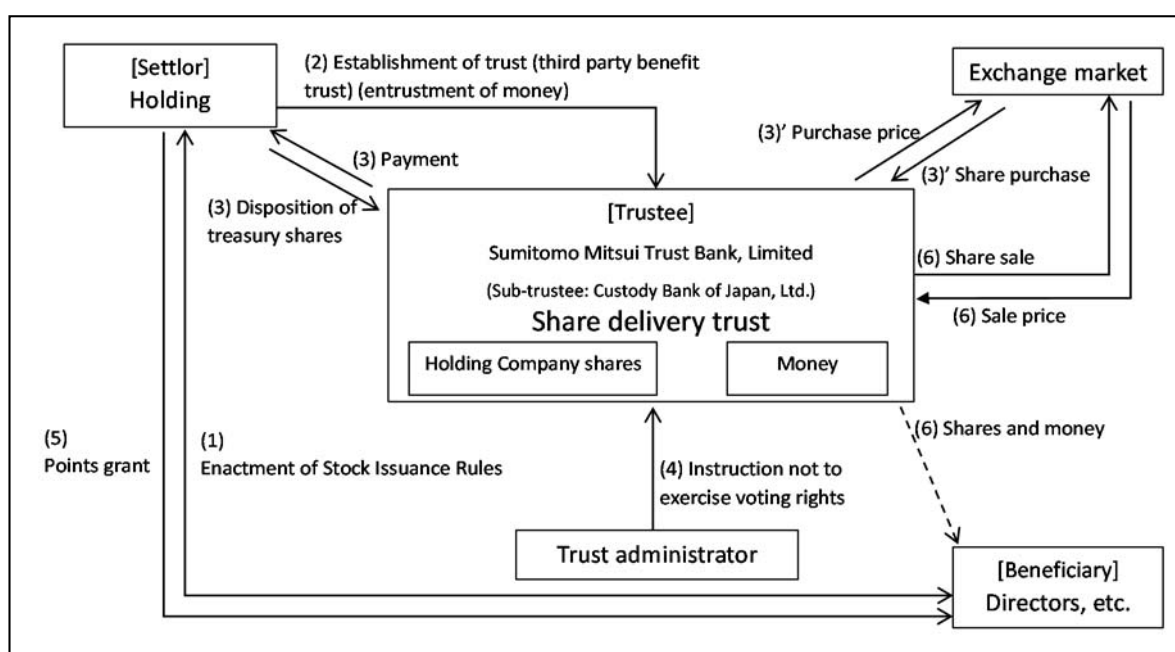 [Settlor]
Holding
(2) Establishment of trust (third party benefit
trust) (entrustment of money)
Exchange market
(3)’ Purchase price
(3) Payment
(3)’ Share purchase
(3) Disposition of
treasury shares
[Trustee]
Sumitomo Mitsui Trust Bank, Limited
(Sub-trustee: Custody Bank of Japan, Ltd.)
Share delivery trust
Holding Company shares
Money
(6) Share sale
(6) Sale price
(5)
Points grant
(1)
Enactment of Stock Issuance Rules
(4) Instruction not to
exercise voting rights
(6) Shares and money
Trust administrator
[Beneficiary]
Directors, etc.